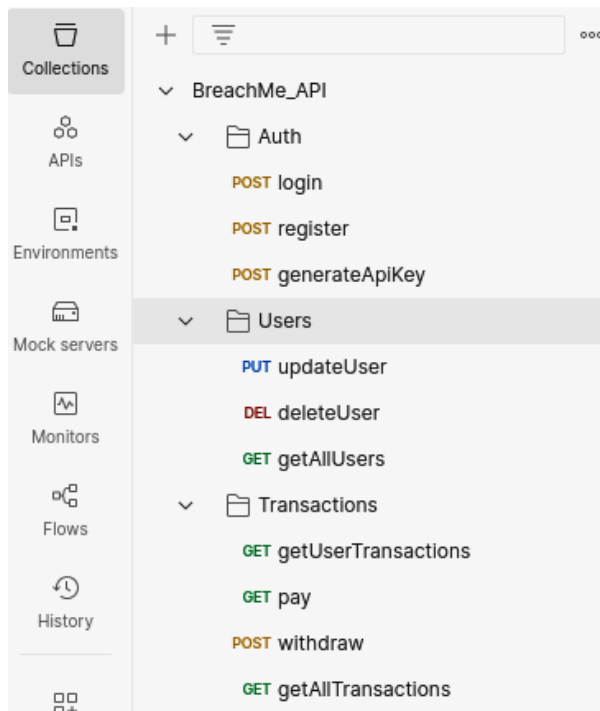 Collections
APIs
Environments
Mock servers
Monitors
Flows
History
BreachMe_API
Auth
POST login
POST register
POST generateApiKey
Users
PUT updateUser
DEL deleteUser
GET getAllUsers
Transactions
GET getUserTransactions
GET pay
POST withdraw
GET getAllTransactions